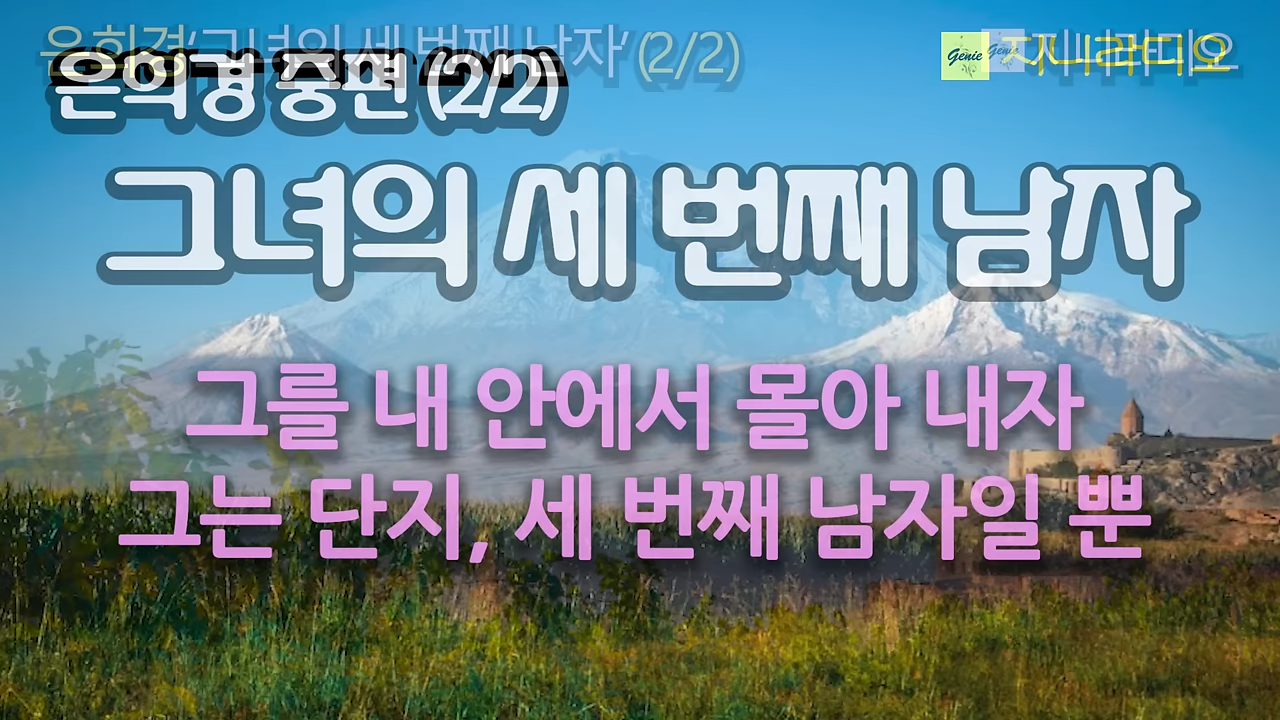 은희경 '그녀의 세 번째 남자' (2/2)
Genie Genie 지니라디오
은희경 중편 (2/2)
그녀의 세 번째 남자
그를 내 안에서 몰아 내자
그는 단지, 세 번째 남자일 뿐